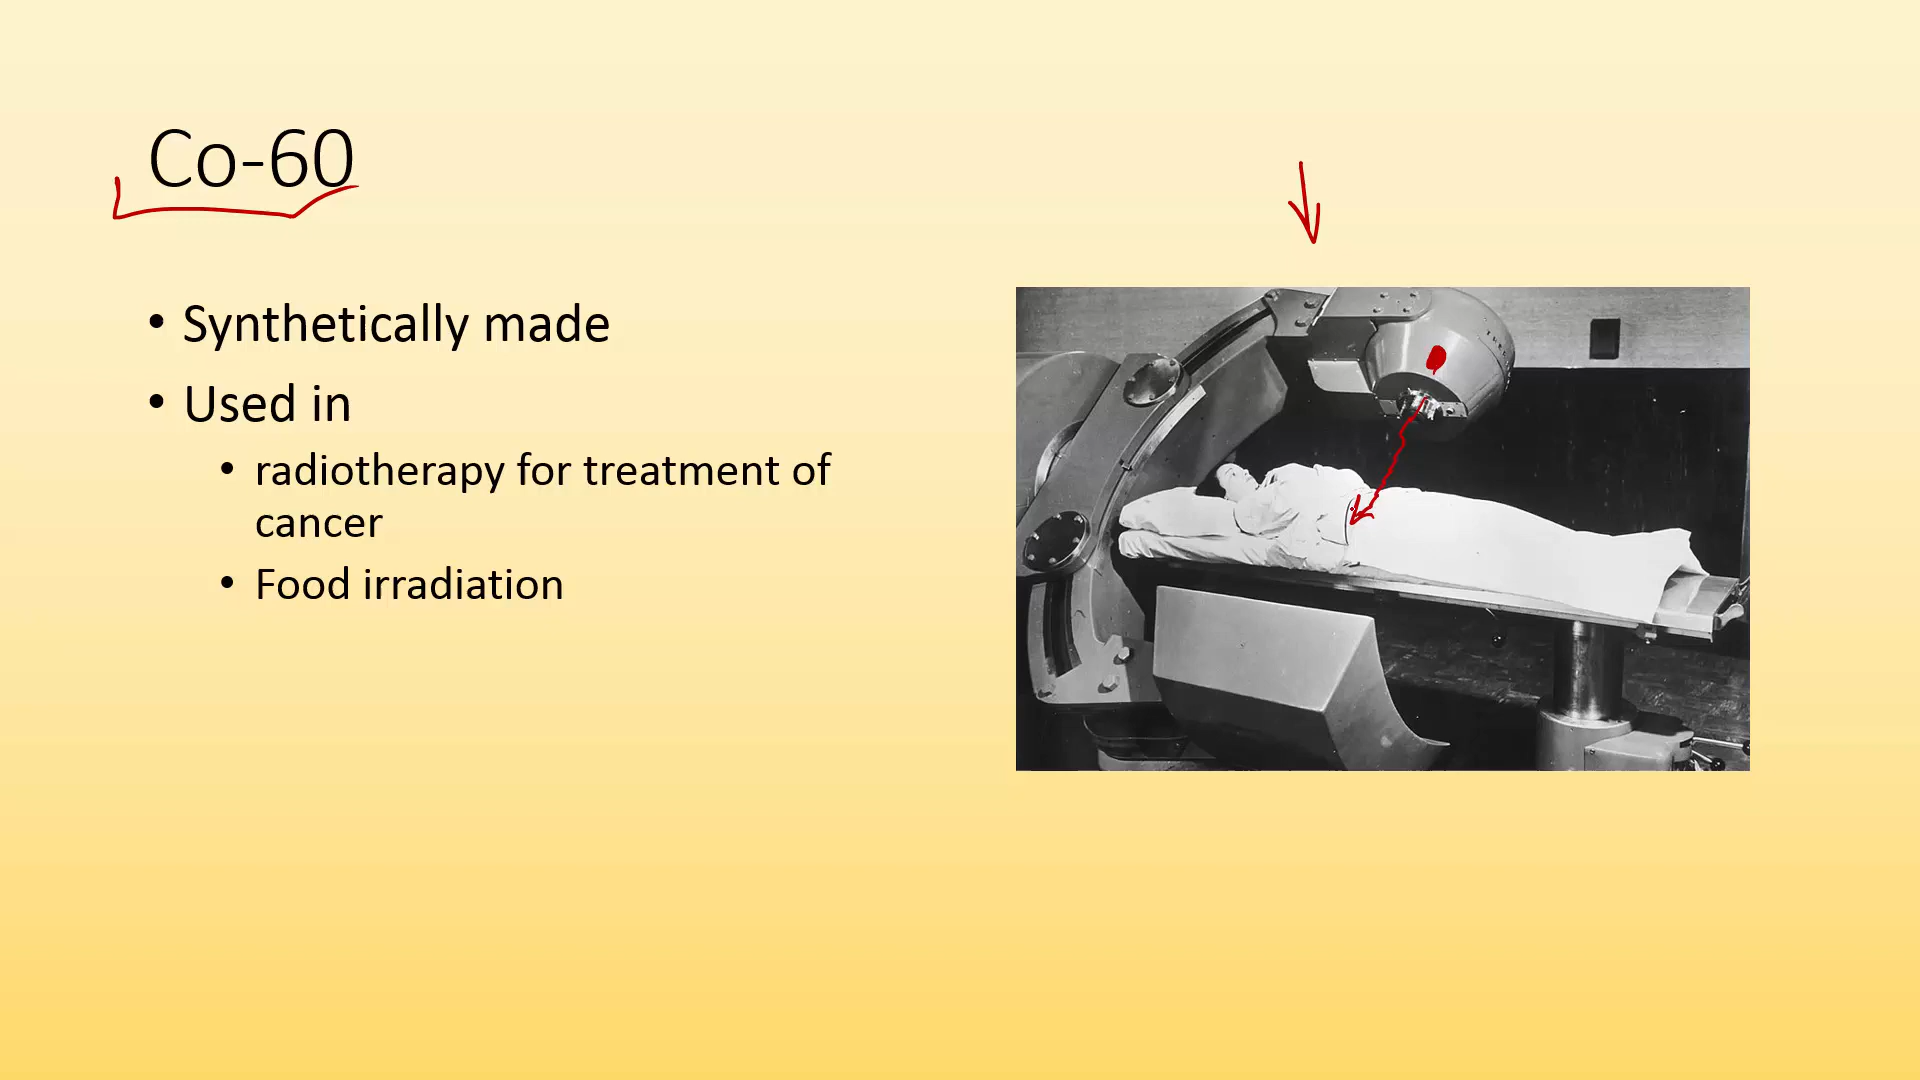 Co-60
• Synthetically made
• Used in
• radiotherapy for treatment of
cancer
• Food irradiation